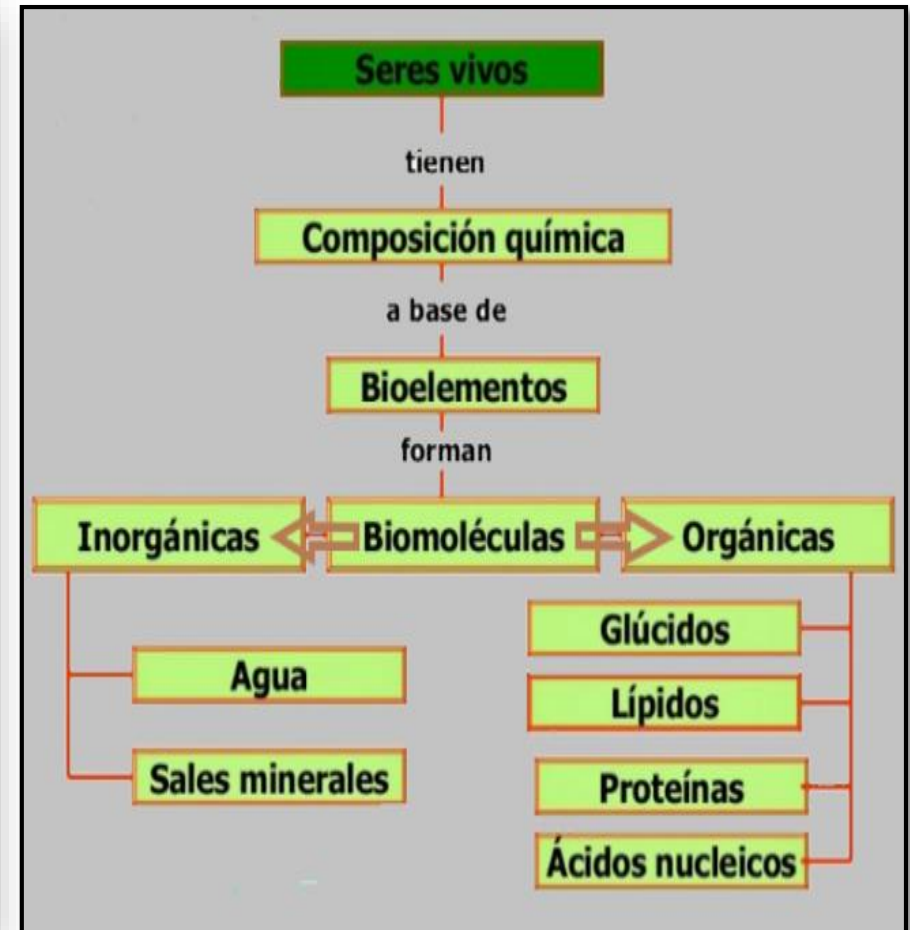 Seres vivos
tienen
Composición química
a base de
Bioelementos
forman
Inorgánicas
Biomoléculas
Orgánicas
Agua
Sales minerales
Glúcidos
Lípidos
Proteínas
Ácidos nucleicos